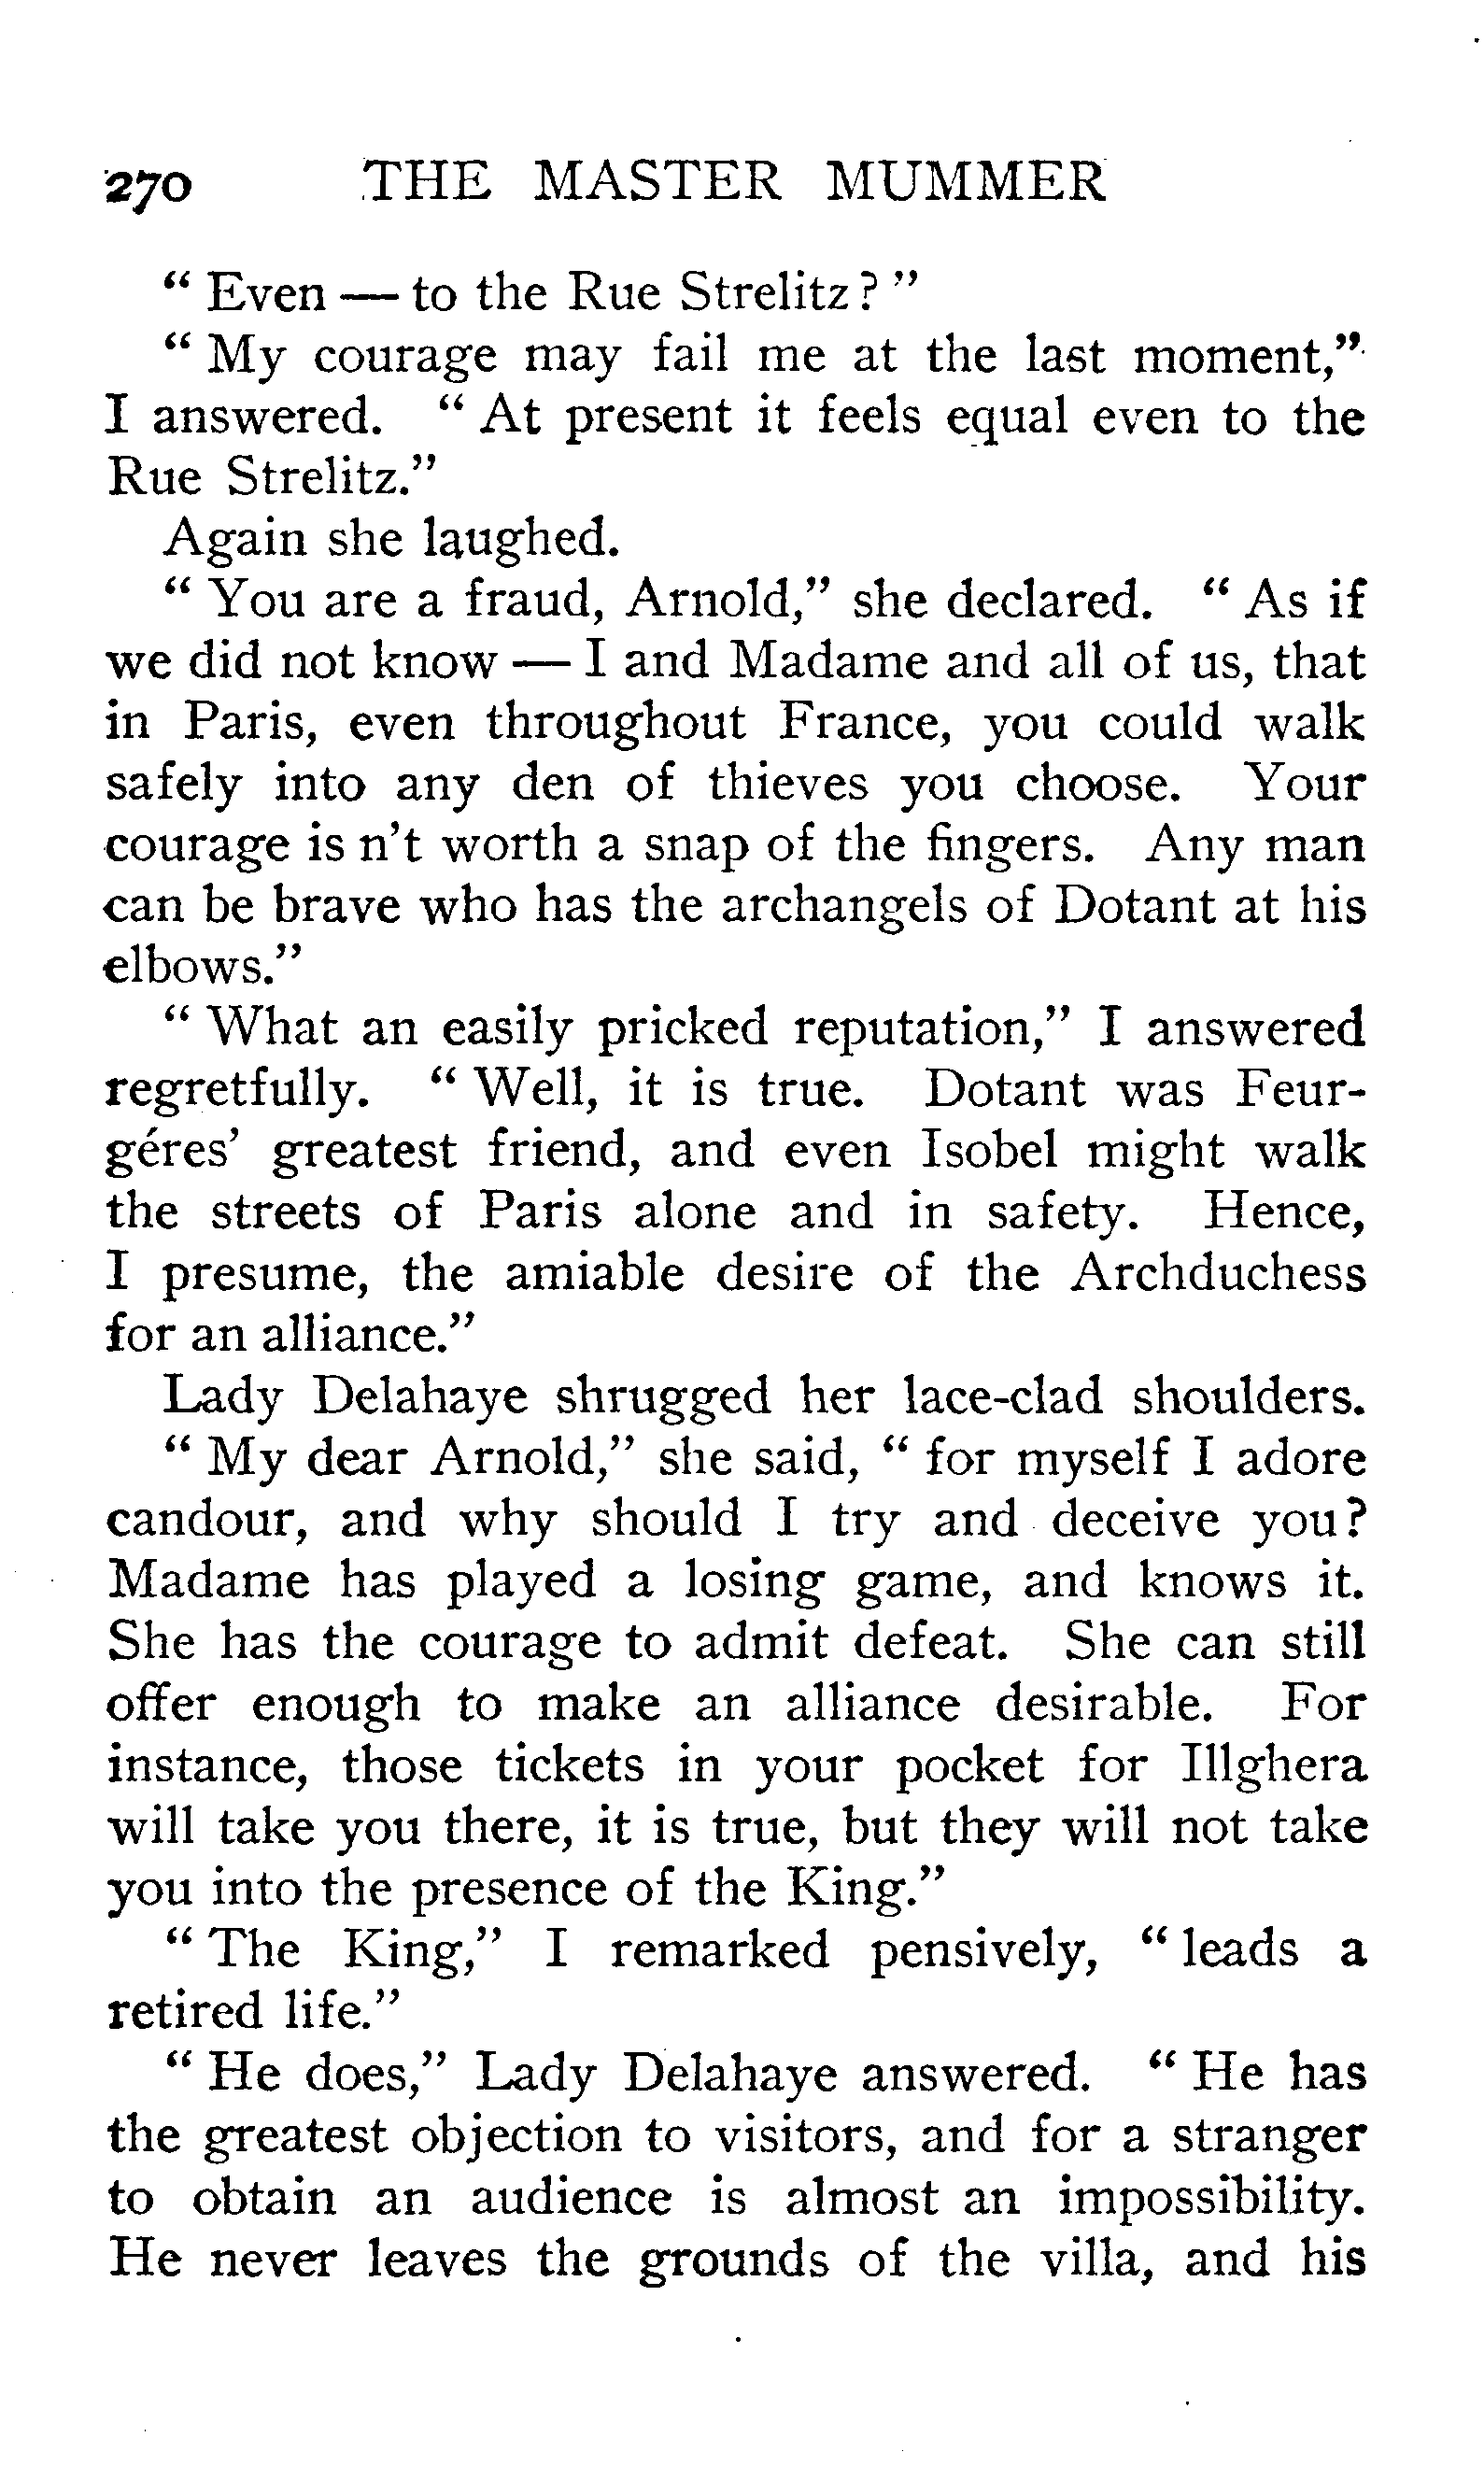 270 THE MASTER MUMMER
“ Even — to the Rue Strelitz ? ”
“ My courage may fail me at the last moment,”
I answered. “ At present it feels equal even to the
Rue Strelitz.”
Again she laughed.
“ You are a fraud, Arnold,” she declared. “ As if
we did not know — I and Madame and all of us, that
in Paris, even throughout France, you could walk
safely into any den of thieves you choose. Your
courage is n’t worth a snap of the fingers. Any man
can be brave who has the archangels of Dotant at his
elbows.”
“ What an easily pricked reputation,” I answered
regretfully. “ Well, it is true. Dotant was Feur-
géres’ greatest friend, and even Isobel might walk
the streets of Paris alone and in safety. Hence,
I presume, the amiable desire of the Archduchess
for an alliance.”
Lady Delahaye shrugged her lace-clad shoulders.
“ My dear Arnold,” she said, “ for myself I adore
candour, and why should I try and deceive you ?
Madame has played a losing game, and knows it.
She has the courage to admit defeat. She can still
offer enough to make an alliance desirable. For
instance, those tickets in your pocket for Illghera
will take you there, it is true, but they will not take
you into the presence of the King.”
“ The King,” I remarked pensively, “ leads a
retired life.”
“ He does,” Lady Delahaye answered. “ He has
the greatest objection to visitors, and for a stranger
to obtain an audience is almost an impossibility.
He never leaves the grounds of the villa, and his